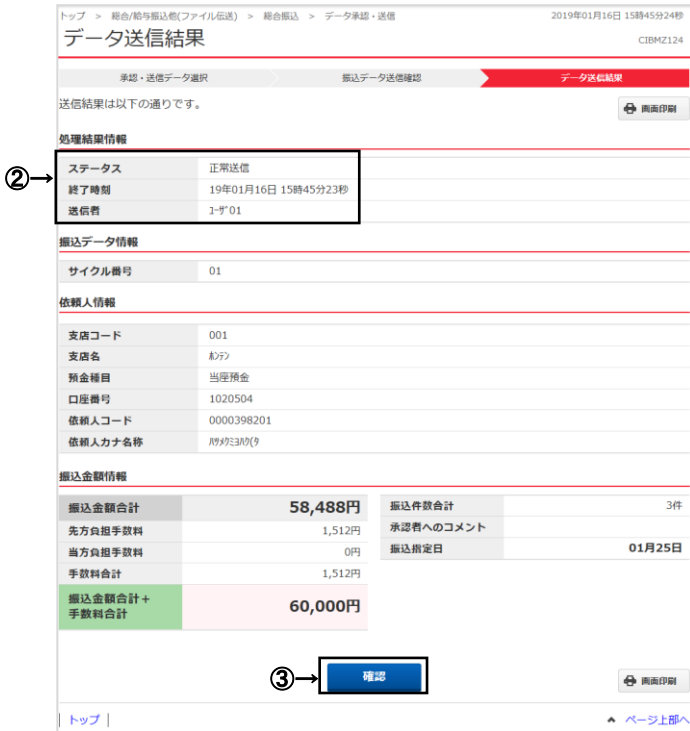 トップ > 総合/給与振込他(ファイル伝送) > 総合振込 > データ承認・送信 2019年01月16日 15時45分24秒
データ送信結果 CIBMZ124
承認・送信データ選択 振込データ送信確認 データ送信結果
送信結果は以下の通りです。 画面印刷
処理結果情報
②→ ステータス 正常送信
終了時刻 19年01月16日 15時45分23秒
送信者 ﾕｰｻﾞ01
振込データ情報
サイクル番号 01
依頼人情報
支店コード 001
支店名 ﾎﾝﾃﾝ
預金種目 当座預金
口座番号 1020504
依頼人コード 0000398201
依頼人カナ名称
振込金額情報
振込金額合計 58,488円 振込件数合計 3件
先方負担手数料 1,512円 承認者へのコメント
当方負担手数料 0円 振込指定日 01月25日
手数料合計 1,512円
振込金額合計+
手数料合計 60,000円
③→ 確認 画面印刷
| トップ | ページ上部へ